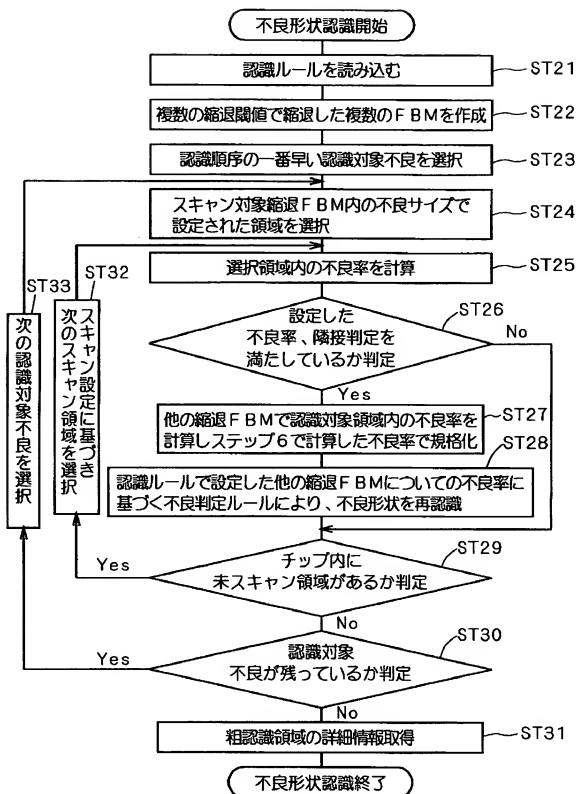 不良形状認識開始
認識ルールを読み込む
ST21
複数の縮退閾値で縮退した複数のFBMを作成
ST22
認識順序の一番早い認識対象不良を選択
ST23
スキャン対象縮退FBM内の不良サイズで
設定された領域を選択
ST24
選択領域内の不良率を計算
ST25
設定した
不良率、隣接判定を
満たしているか判定
ST26
No
Yes
他の縮退FBMで認識対象領域内の不良率を
計算しステップ6で計算した不良率で規格化
ST27
認識ルールで設定した他の縮退FBMについての不良率に
基づく不良判定ルールにより、不良形状を再認識
ST28
チップ内に
未スキャン領域があるか判定
ST29
Yes
No
スキャン設定に基づき
次のスキャン領域を選択
ST32
認識対象
不良が残っているか判定
ST30
Yes
No
次の認識対象不良を選択
ST33
粗認識領域の詳細情報取得
ST31
不良形状認識終了